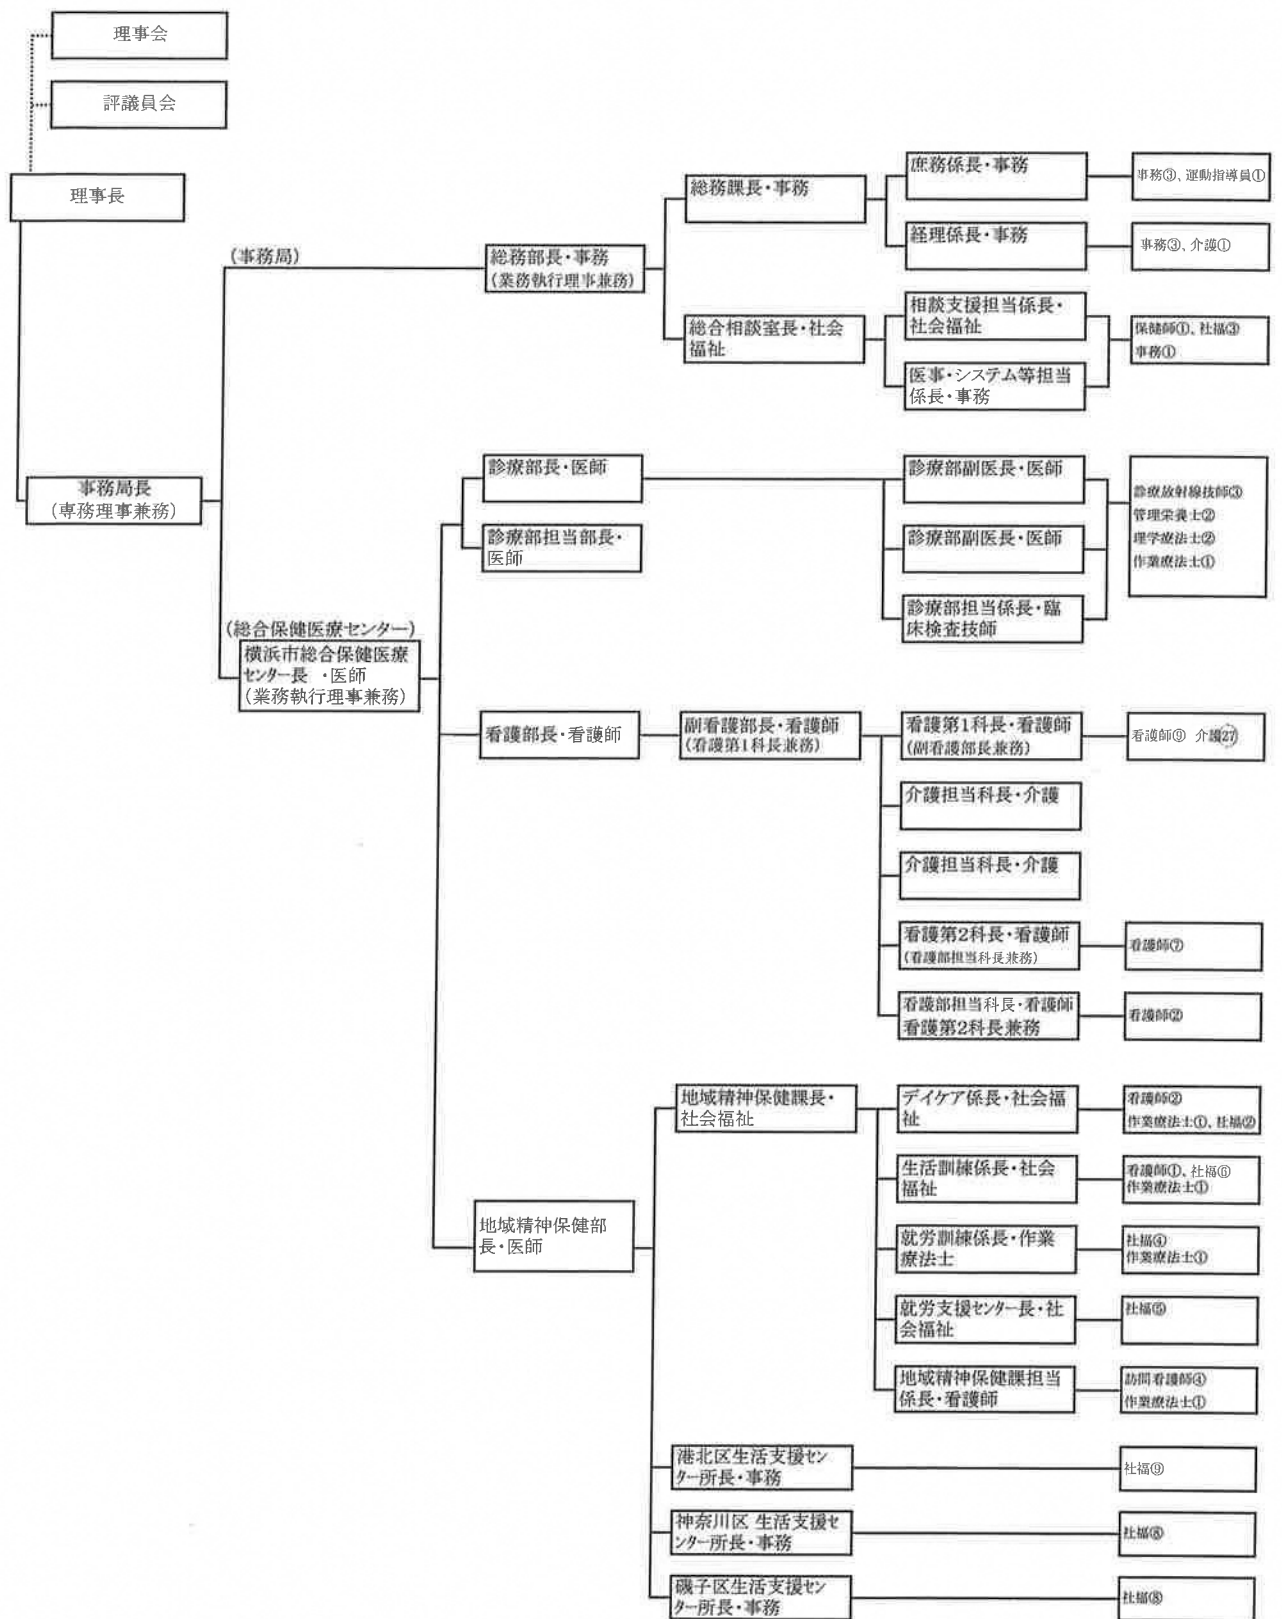 理事会
評議員会
理事長
(事務局)
総務部長・事務
(業務執行理事兼務)
総務課長・事務
庶務係長・事務
事務③、運動指導員①
経理係長・事務
事務③、介護①
総合相談室長・社会
福祉
相談支援担当係長・
社会福祉
医事・システム等担当
係長・事務
保健師①、社福③
事務①
事務局長
(専務理事兼務)
診療部長・医師
診療部担当部長・
医師
診療部副医長・医師
診療部副医長・医師
診療部担当係長・臨
床検査技師
診療放射線技師③
管理栄養士②
理学療法士②
作業療法士①
(総合保健医療センター)
横浜市総合保健医療
センター長 ・医師
(業務執行理事兼務)
看護部長・看護師
副看護部長・看護師
(看護第1科長兼務)
看護第1科長・看護師
(副看護部長兼務)
看護師⑨ 介護㉗
介護担当科長・介護
介護担当科長・介護
看護第2科長・看護師
(看護部担当科長兼務)
看護師⑦
看護部担当科長・看護師
看護第2科長兼務
看護師②
地域精神保健部
長・医師
地域精神保健課長・
社会福祉
デイケア係長・社会福
祉
看護師②
作業療法士①、社福②
生活訓練係長・社会
福祉
看護師①、社福⑥
作業療法士①
就労訓練係長・作業
療法士
社福④
作業療法士①
就労支援センター長・社
会福祉
社福⑤
地域精神保健課担当
係長・看護師
訪問看護師④
作業療法士①
港北区生活支援セン
ター所長・事務
社福⑨
神奈川区 生活支援セ
ンター所長・事務
社福⑧
磯子区生活支援セン
ター所長・事務
社福⑧